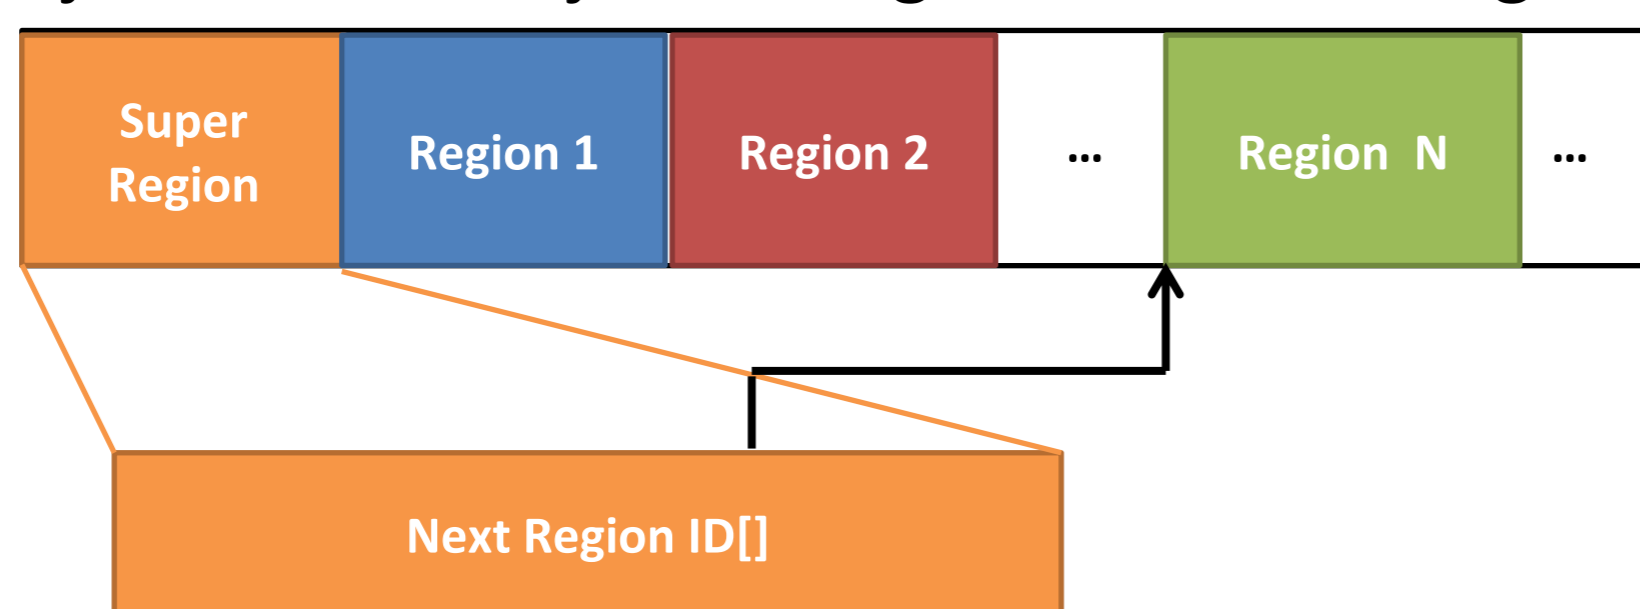 Super
Region
Region 1
Region 2
...
Region N
...
Next Region ID[]